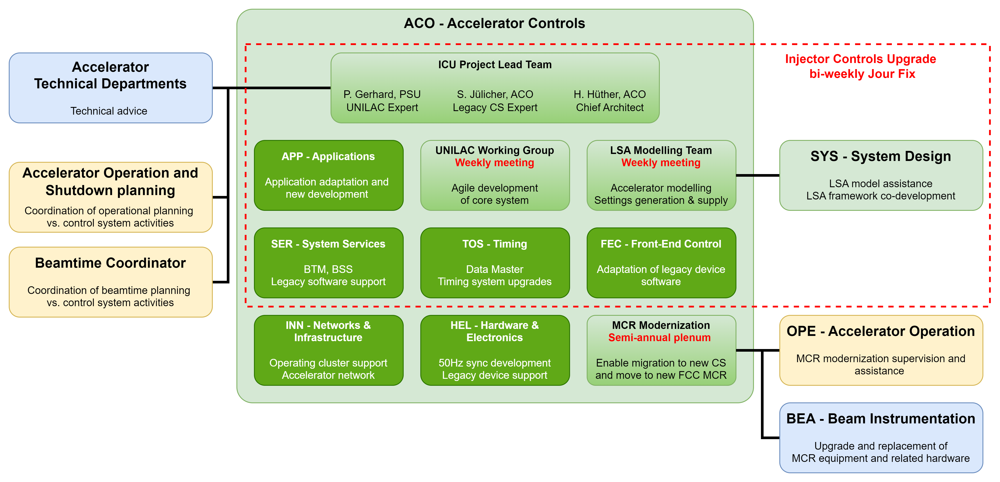 ACO - Accelerator Controls
Injector Controls Upgrade
bi-weekly Jour Fix
Accelerator
Technical Departments
Technical advice
Accelerator Operation and
Shutdown planning
Coordination of operational planning
vs. control system activities
Beamtime Coordinator
Coordination of beamtime planning
vs. control system activities
ICU Project Lead Team
P. Gerhard, PSU
UNILAC Expert
S. Jülicher, ACO
Legacy CS Expert
H. Hüther, ACO
Chief Architect
APP - Applications
Application adaptation and
new development
UNILAC Working Group
Weekly meeting
Agile development
of core system
LSA Modelling Team
Weekly meeting
Accelerator modelling
Settings generation & supply
SYS - System Design
LSA model assistance
LSA framework co-development
SER - System Services
BTM, BSS
Legacy software support
TOS - Timing
Data Master
Timing system upgrades
FEC - Front-End Control
Adaptation of legacy device
software
INN - Networks &
Infrastructure
Operating cluster support
Accelerator network
HEL - Hardware &
Electronics
50Hz sync development
Legacy device support
MCR Modernization
Semi-annual plenum
Enable migration to new CS
and move to new FCC MCR
OPE - Accelerator Operation
MCR modernization supervision and
assistance
BEA - Beam Instrumentation
Upgrade and replacement of
MCR equipment and related hardware